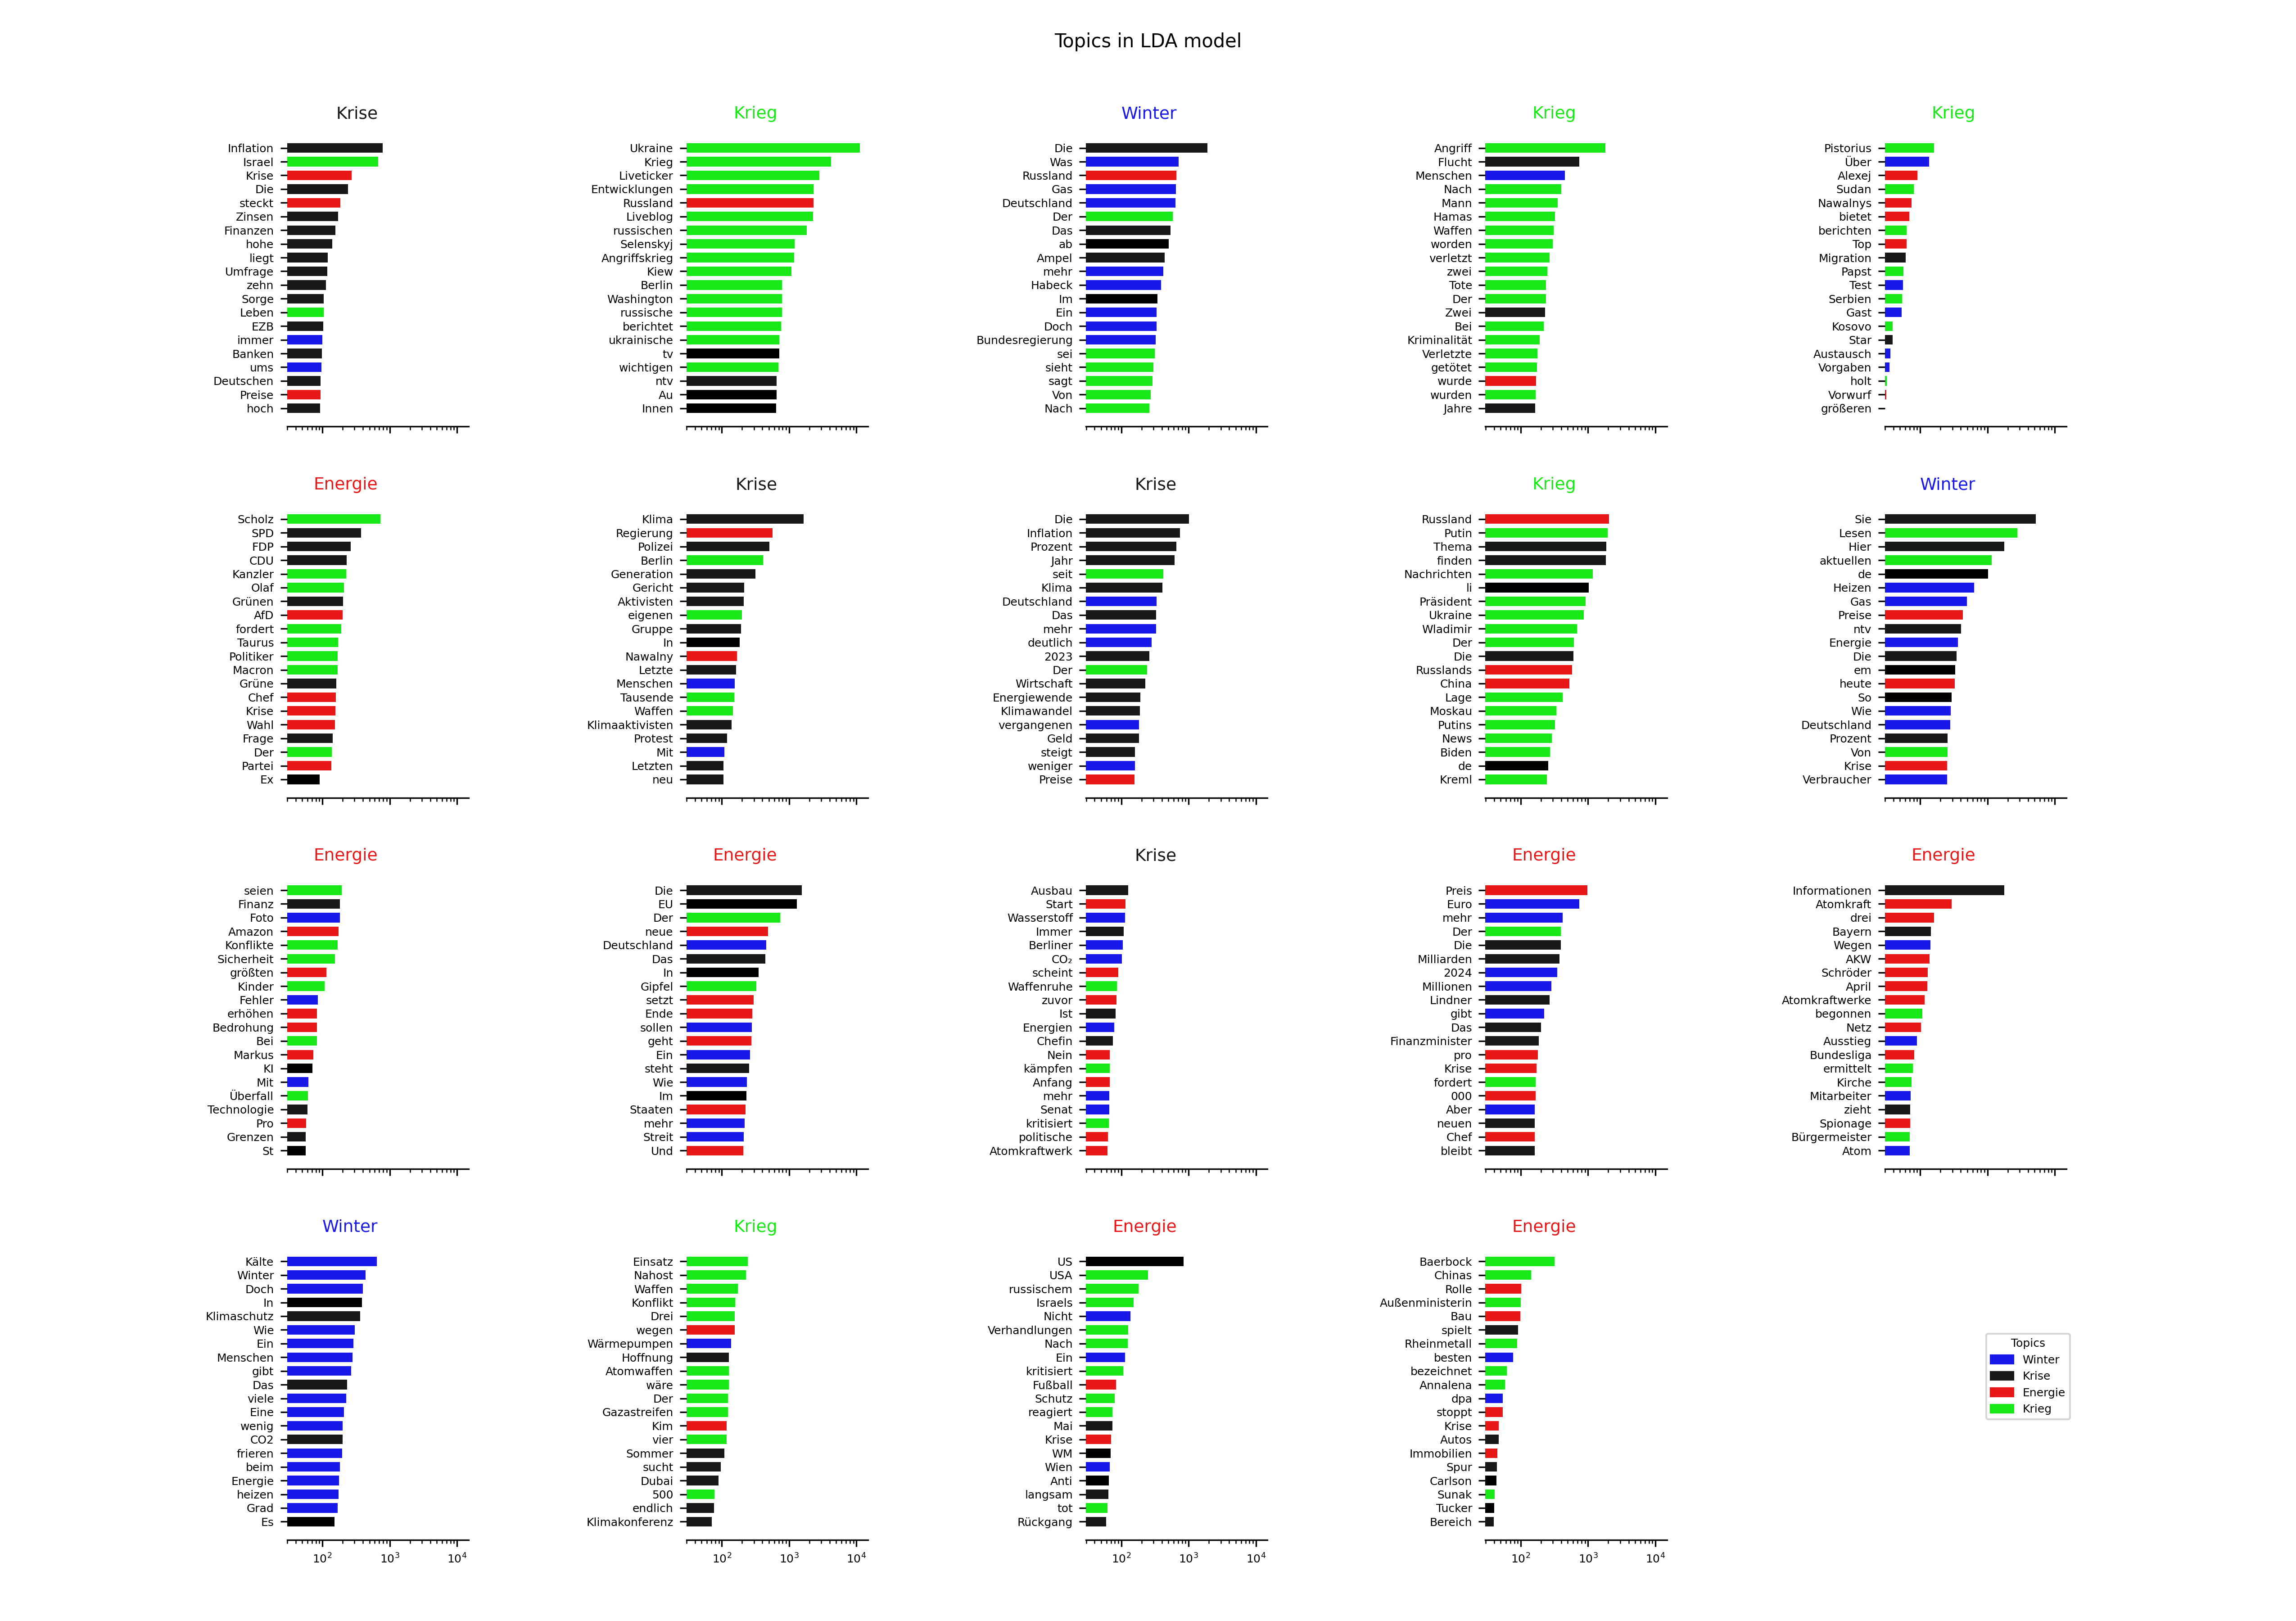 Topics in LDA model
Krise
Inflation
Israel
Krise
Die
steckt
Zinsen
Finanzen
hohe
liegt
Umfrage
zehn
Sorge
Leben
EZB
immer
Banken
ums
Deutschen
Preise
hoch
Krieg
Ukraine
Krieg
Liveticker
Entwicklungen
Russland
Liveblog
russischen
Selenskyj
Angriffskrieg
Kiew
Berlin
Washington
russische
berichtet
ukrainische
tv
wichtigen
ntv
Au
Innen
Winter
Die
Was
Russland
Gas
Deutschland
Der
Das
ab
Ampel
mehr
Habeck
Im
Ein
Doch
Bundesregierung
sei
sieht
sagt
Von
Nach
Krieg
Angriff
Flucht
Menschen
Nach
Mann
Hamas
Waffen
worden
verletzt
zwei
Tote
Der
Zwei
Bei
Kriminalität
Verletzte
getötet
wurde
wurden
Jahre
Krieg
Pistorius
Über
Alexej
Sudan
Nawalnys
bietet
berichten
Top
Migration
Papst
Test
Serbien
Gast
Kosovo
Star
Austausch
Vorgaben
holt
Vorwurf
größeren
Energie
Scholz
SPD
FDP
CDU
Kanzler
Olaf
Grünen
AfD
fordert
Taurus
Politiker
Macron
Grüne
Chef
Krise
Wahl
Frage
Der
Partei
Ex
Krise
Klima
Regierung
Polizei
Berlin
Generation
Gericht
Aktivisten
eigenen
Gruppe
In
Nawalny
Letzte
Menschen
Tausende
Waffen
Klimaaktivisten
Protest
Mit
Letzten
neu
Krise
Die
Inflation
Prozent
Jahr
seit
Klima
Deutschland
Das
mehr
deutlich
2023
Der
Wirtschaft
Energiewende
Klimawandel
vergangenen
Geld
steigt
weniger
Preise
Krieg
Russland
Putin
Thema
finden
Nachrichten
li
Präsident
Ukraine
Wladimir
Der
Die
Russlands
China
Lage
Moskau
Putins
News
Biden
de
Kreml
Winter
Sie
Lesen
Hier
aktuellen
de
Heizen
Gas
Preise
ntv
Energie
Die
em
heute
So
Wie
Deutschland
Prozent
Von
Krise
Verbraucher
Energie
seien
Finanz
Foto
Amazon
Konflikte
Sicherheit
größten
Kinder
Fehler
erhöhen
Bedrohung
Bei
Markus
KI
Mit
Überfall
Technologie
Pro
Grenzen
St
Energie
Die
EU
Der
neue
Deutschland
Das
In
Gipfel
setzt
Ende
sollen
geht
Ein
steht
Wie
Im
Staaten
mehr
Streit
Und
Krise
Ausbau
Start
Wasserstoff
Immer
Berliner
CO₂
scheint
Waffenruhe
zuvor
Ist
Energien
Chefin
Nein
kämpfen
Anfang
mehr
Senat
kritisiert
politische
Atomkraftwerk
Energie
Preis
Euro
mehr
Der
Die
Milliarden
2024
Millionen
Lindner
gibt
Das
Finanzminister
pro
Krise
fordert
000
Aber
neuen
Chef
bleibt
Energie
Informationen
Atomkraft
drei
Bayern
Wegen
AKW
Schröder
April
Atomkraftwerke
begonnen
Netz
Ausstieg
Bundesliga
ermittelt
Kirche
Mitarbeiter
zieht
Spionage
Bürgermeister
Atom
Winter
Kälte
Winter
Doch
In
Klimaschutz
Wie
Ein
Menschen
gibt
Das
viele
Eine
wenig
CO2
frieren
beim
Energie
heizen
Grad
Es
10² 10³ 10⁴
Krieg
Einsatz
Nahost
Waffen
Konflikt
Drei
wegen
Wärmepumpen
Hoffnung
Atomwaffen
wäre
Der
Gazastreifen
Kim
vier
Sommer
sucht
Dubai
500
endlich
Klimakonferenz
10² 10³ 10⁴
Energie
US
USA
russischem
Israels
Nicht
Verhandlungen
Nach
Ein
kritisiert
Fußball
Schutz
reagiert
Mai
Krise
WM
Wien
Anti
langsam
tot
Rückgang
10² 10³ 10⁴
Energie
Baerbock
Chinas
Rolle
Außenministerin
Bau
spielt
Rheinmetall
besten
bezeichnet
Annalena
dpa
stoppt
Krise
Autos
Immobilien
Spur
Carlson
Sunak
Tucker
Bereich
10² 10³ 10⁴
Topics
Winter
Krise
Energie
Krieg